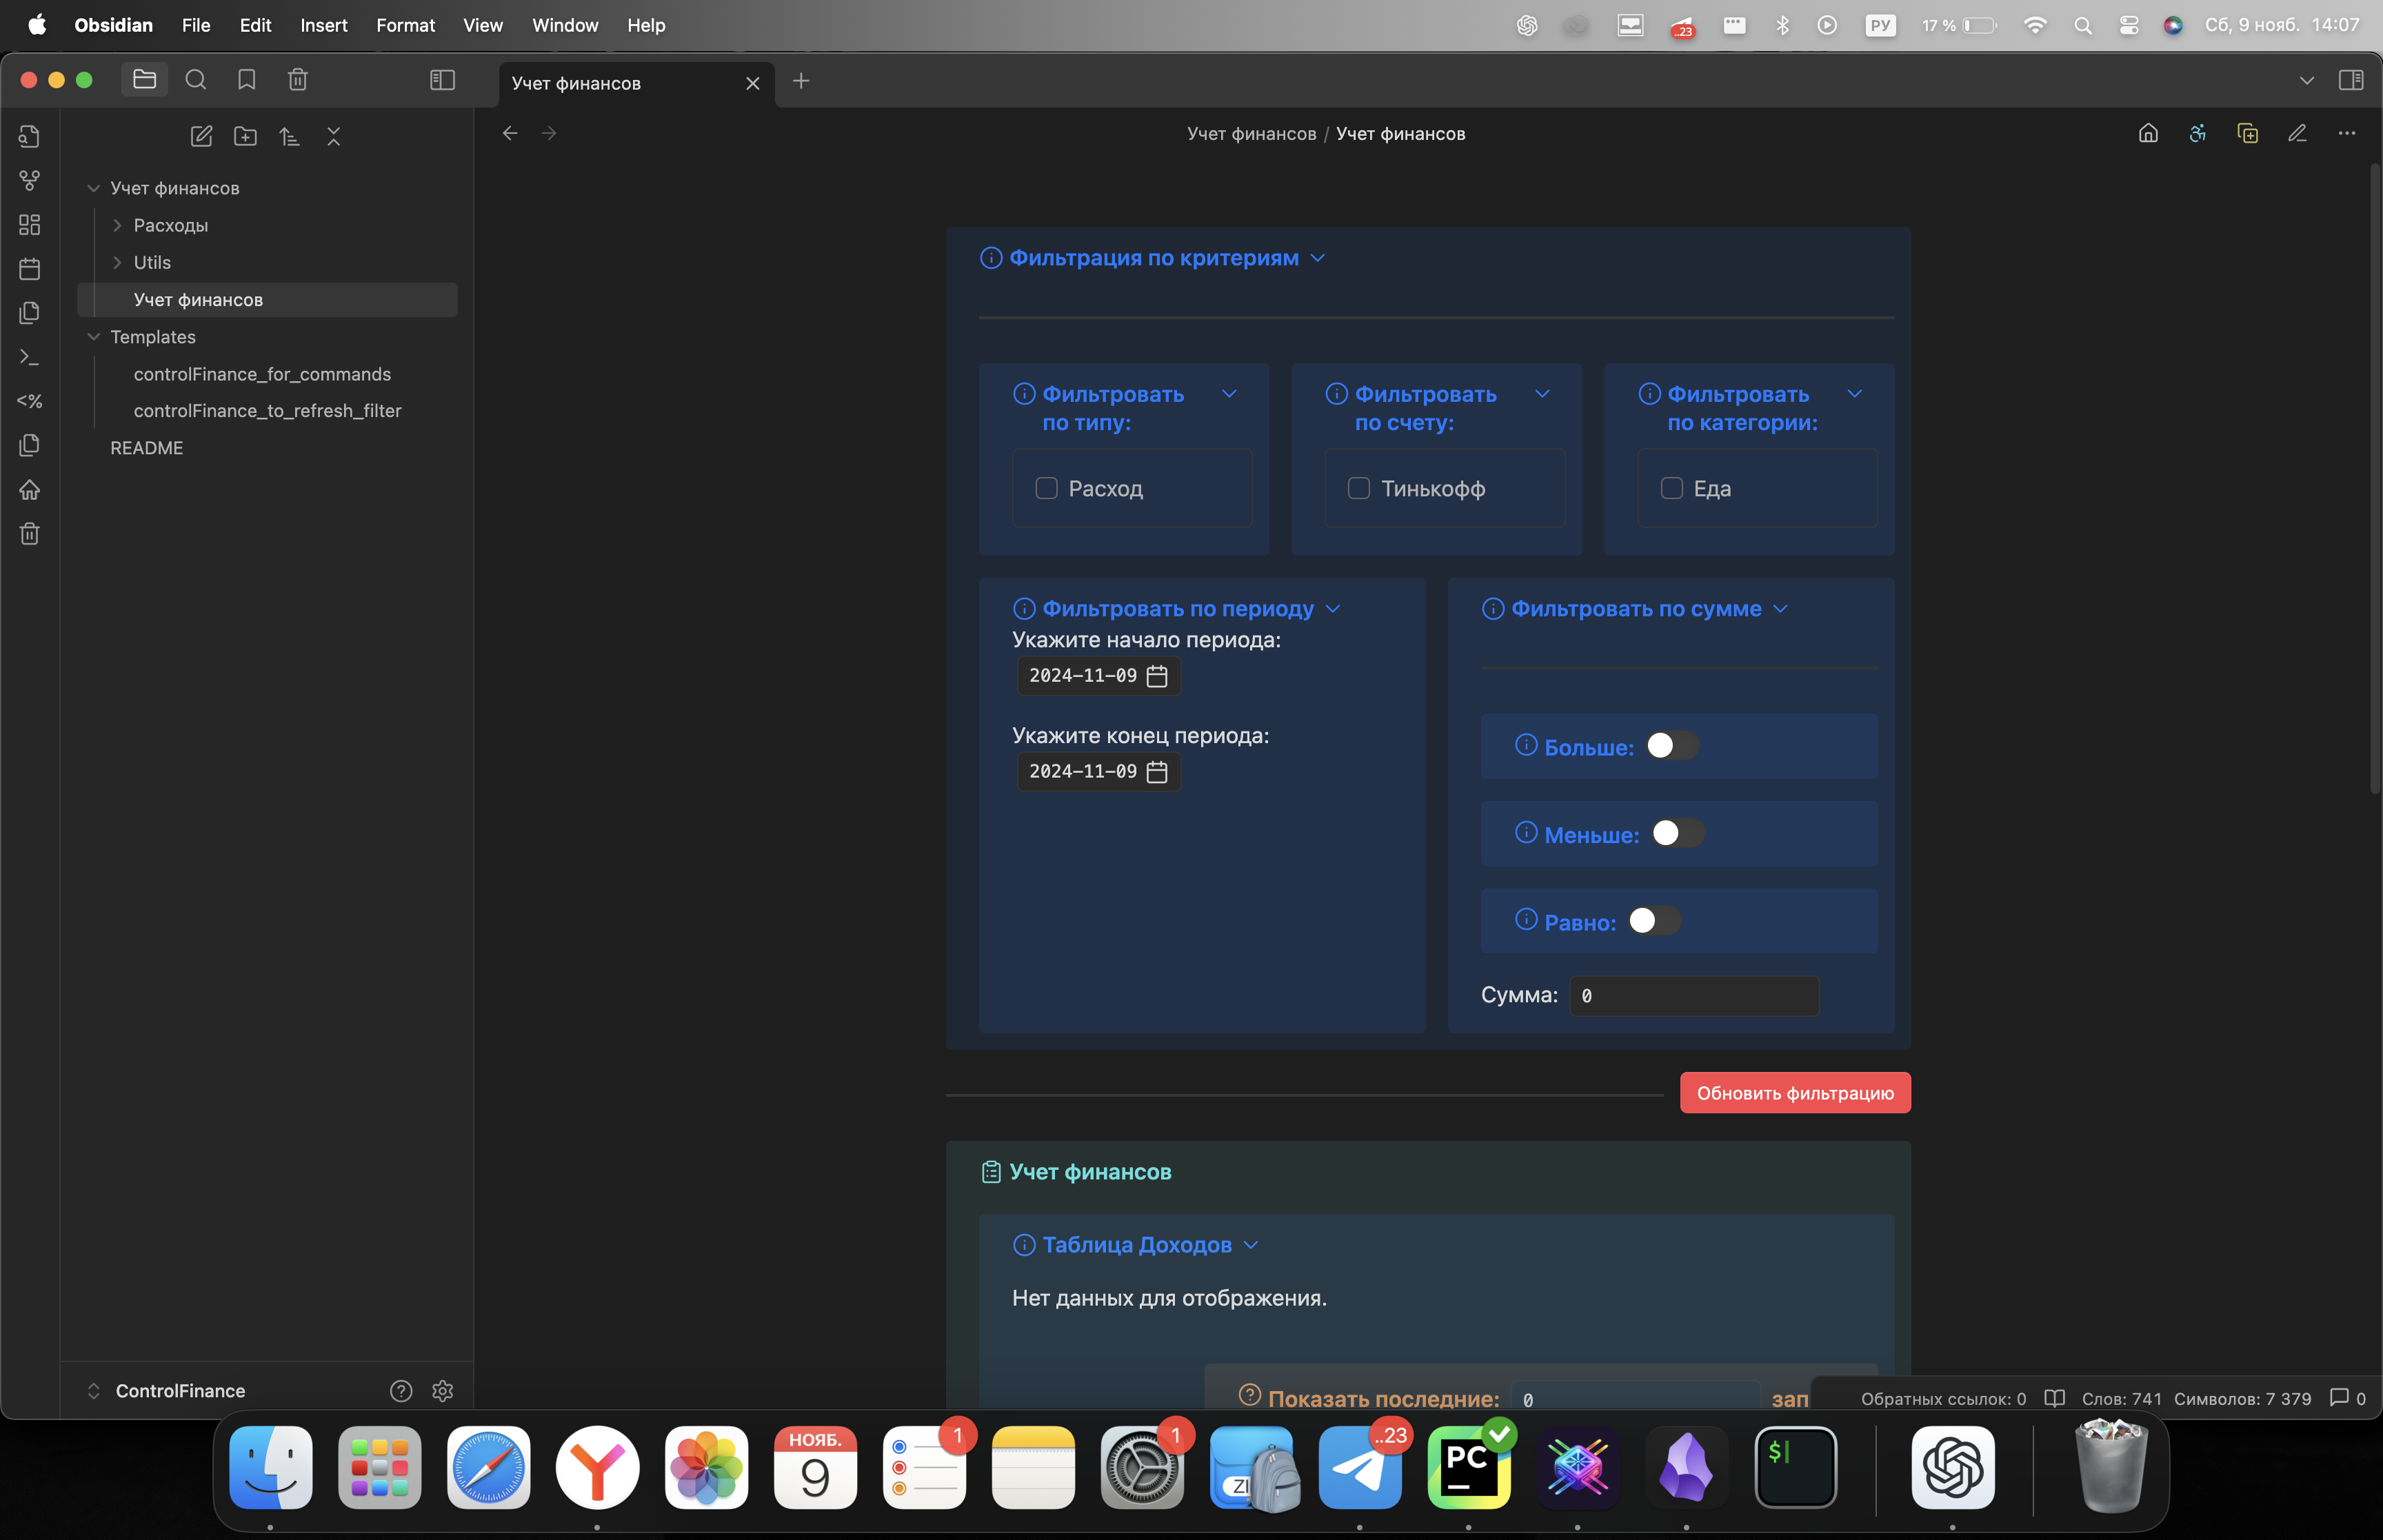 Obsidian File Edit Insert Format View Window Help
..23 РУ 17 % Сб, 9 нояб. 14:07
Учет финансов
Учет финансов / Учет финансов
Учет финансов
Расходы
Utils
Учет финансов
Templates
controlFinance_for_commands
controlFinance_to_refresh_filter
README
<%
ControlFinance
Фильтрация по критериям
Фильтровать
по типу:
Расход
Фильтровать
по счету:
Тинькофф
Фильтровать
по категории:
Еда
Фильтровать по периоду
Укажите начало периода:
2024-11-09
Укажите конец периода:
2024-11-09
Фильтровать по сумме
Больше:
Меньше:
Равно:
Сумма: 0
Обновить фильтрацию
Учет финансов
Таблица Доходов
Нет данных для отображения.
Показать последние: 0 зап
Обратных ссылок: 0 Слов: 741 Символов: 7 379 0
НОЯБ.
9
1
1
ZI
..23
PC
$